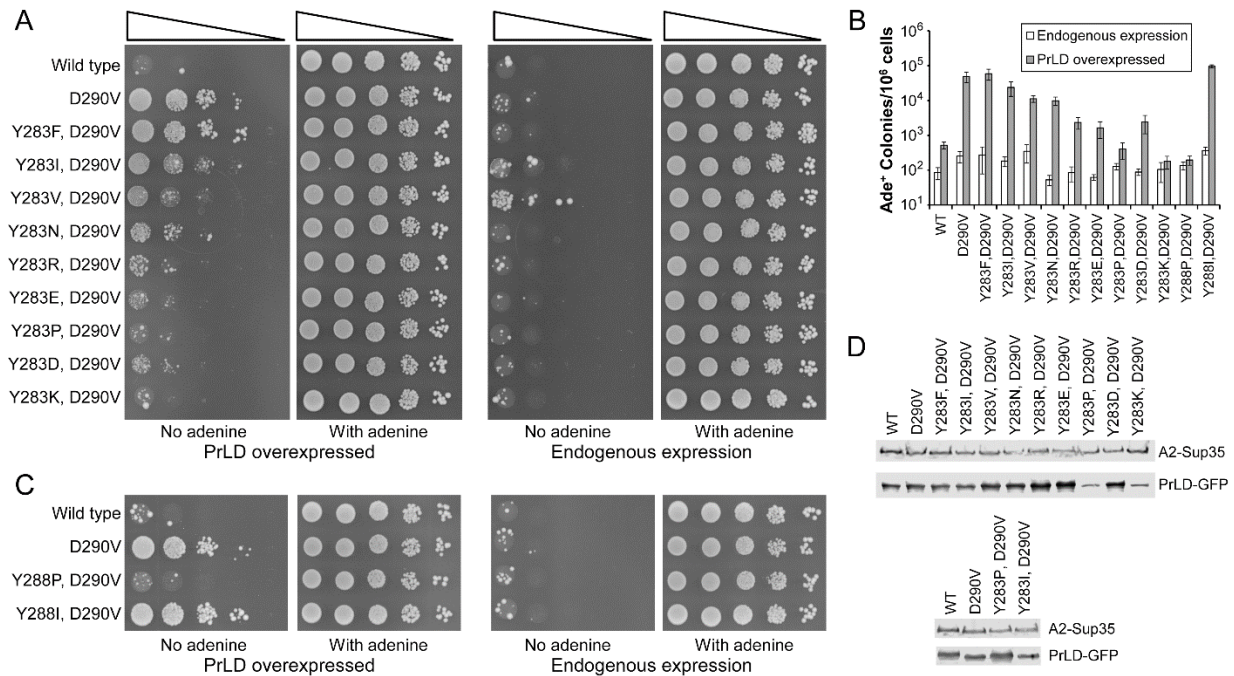 A
Wild type
D290V
Y283F, D290V
Y283I, D290V
Y283V, D290V
Y283N, D290V
Y283R, D290V
Y283E, D290V
Y283P, D290V
Y283D, D290V
Y283K, D290V
No adenine
With adenine
PrLD overexpressed
No adenine
With adenine
Endogenous expression
B
Ade⁺ Colonies/10⁶ cells
10⁶
10⁵
10⁴
10³
10²
10¹
Endogenous expression
PrLD overexpressed
WT
D290V
Y283F,D290V
Y283I,D290V
Y283V,D290V
Y283N,D290V
Y283R,D290V
Y283E,D290V
Y283P,D290V
Y283D,D290V
Y283K,D290V
Y288P,D290V
Y288I,D290V
C
Wild type
D290V
Y288P, D290V
Y288I, D290V
No adenine
With adenine
PrLD overexpressed
No adenine
With adenine
Endogenous expression
D
WT
D290V
Y283F, D290V
Y283I, D290V
Y283V, D290V
Y283N, D290V
Y283R, D290V
Y283E, D290V
Y283P, D290V
Y283D, D290V
Y283K, D290V
A2-Sup35
PrLD-GFP
WT
D290V
Y283P, D290V
Y283I, D290V
A2-Sup35
PrLD-GFP